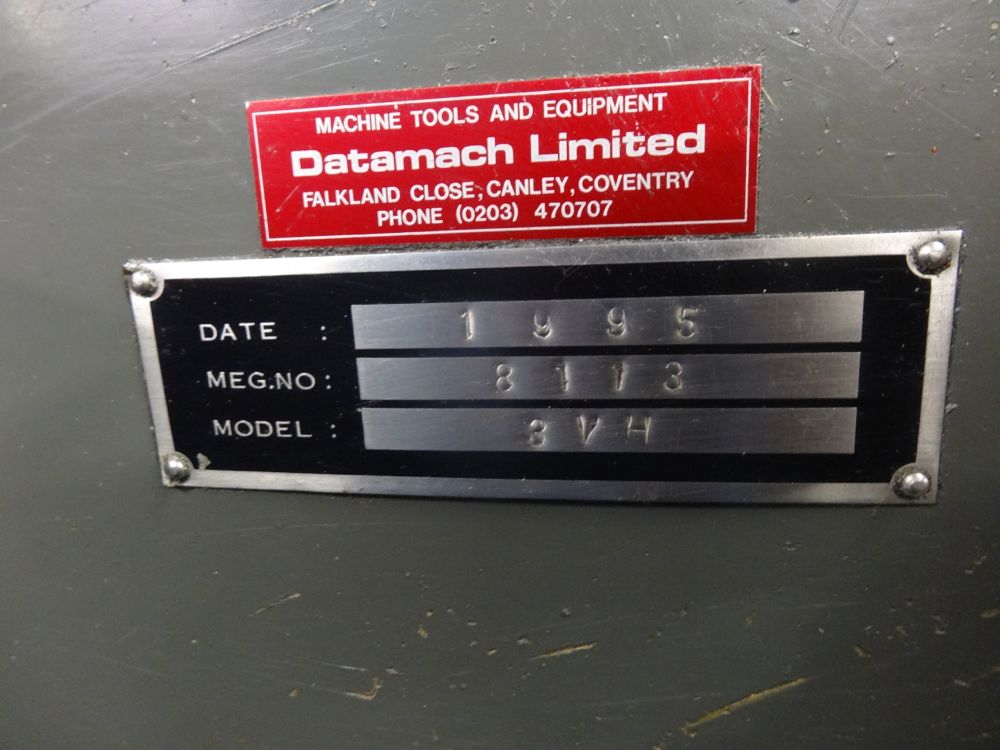 MACHINE TOOLS AND EQUIPMENT
Datamach Limited
FALKLAND CLOSE, CANLEY, COVENTRY
PHONE (0203) 470707
DATE : 1995
MEG.NO: 8113
MODEL : 3VH